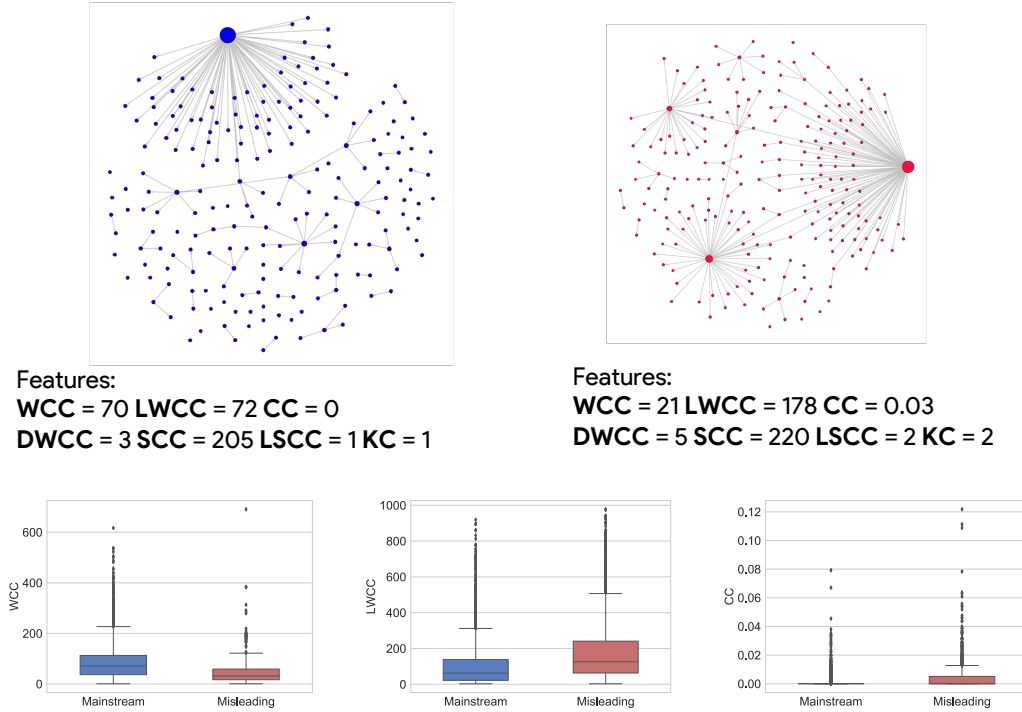 Features:
WCC = 70 LWCC = 72 CC = 0
DWCC = 3 SCC = 205 LSCC = 1 KC = 1
Features:
WCC = 21 LWCC = 178 CC = 0.03
DWCC = 5 SCC = 220 LSCC = 2 KC = 2
WCC
600
400
200
0
Mainstream Misleading
LWCC
1000
800
600
400
200
0
Mainstream Misleading
CC
0.12
0.10
0.08
0.06
0.04
0.02
0.00
Mainstream Misleading